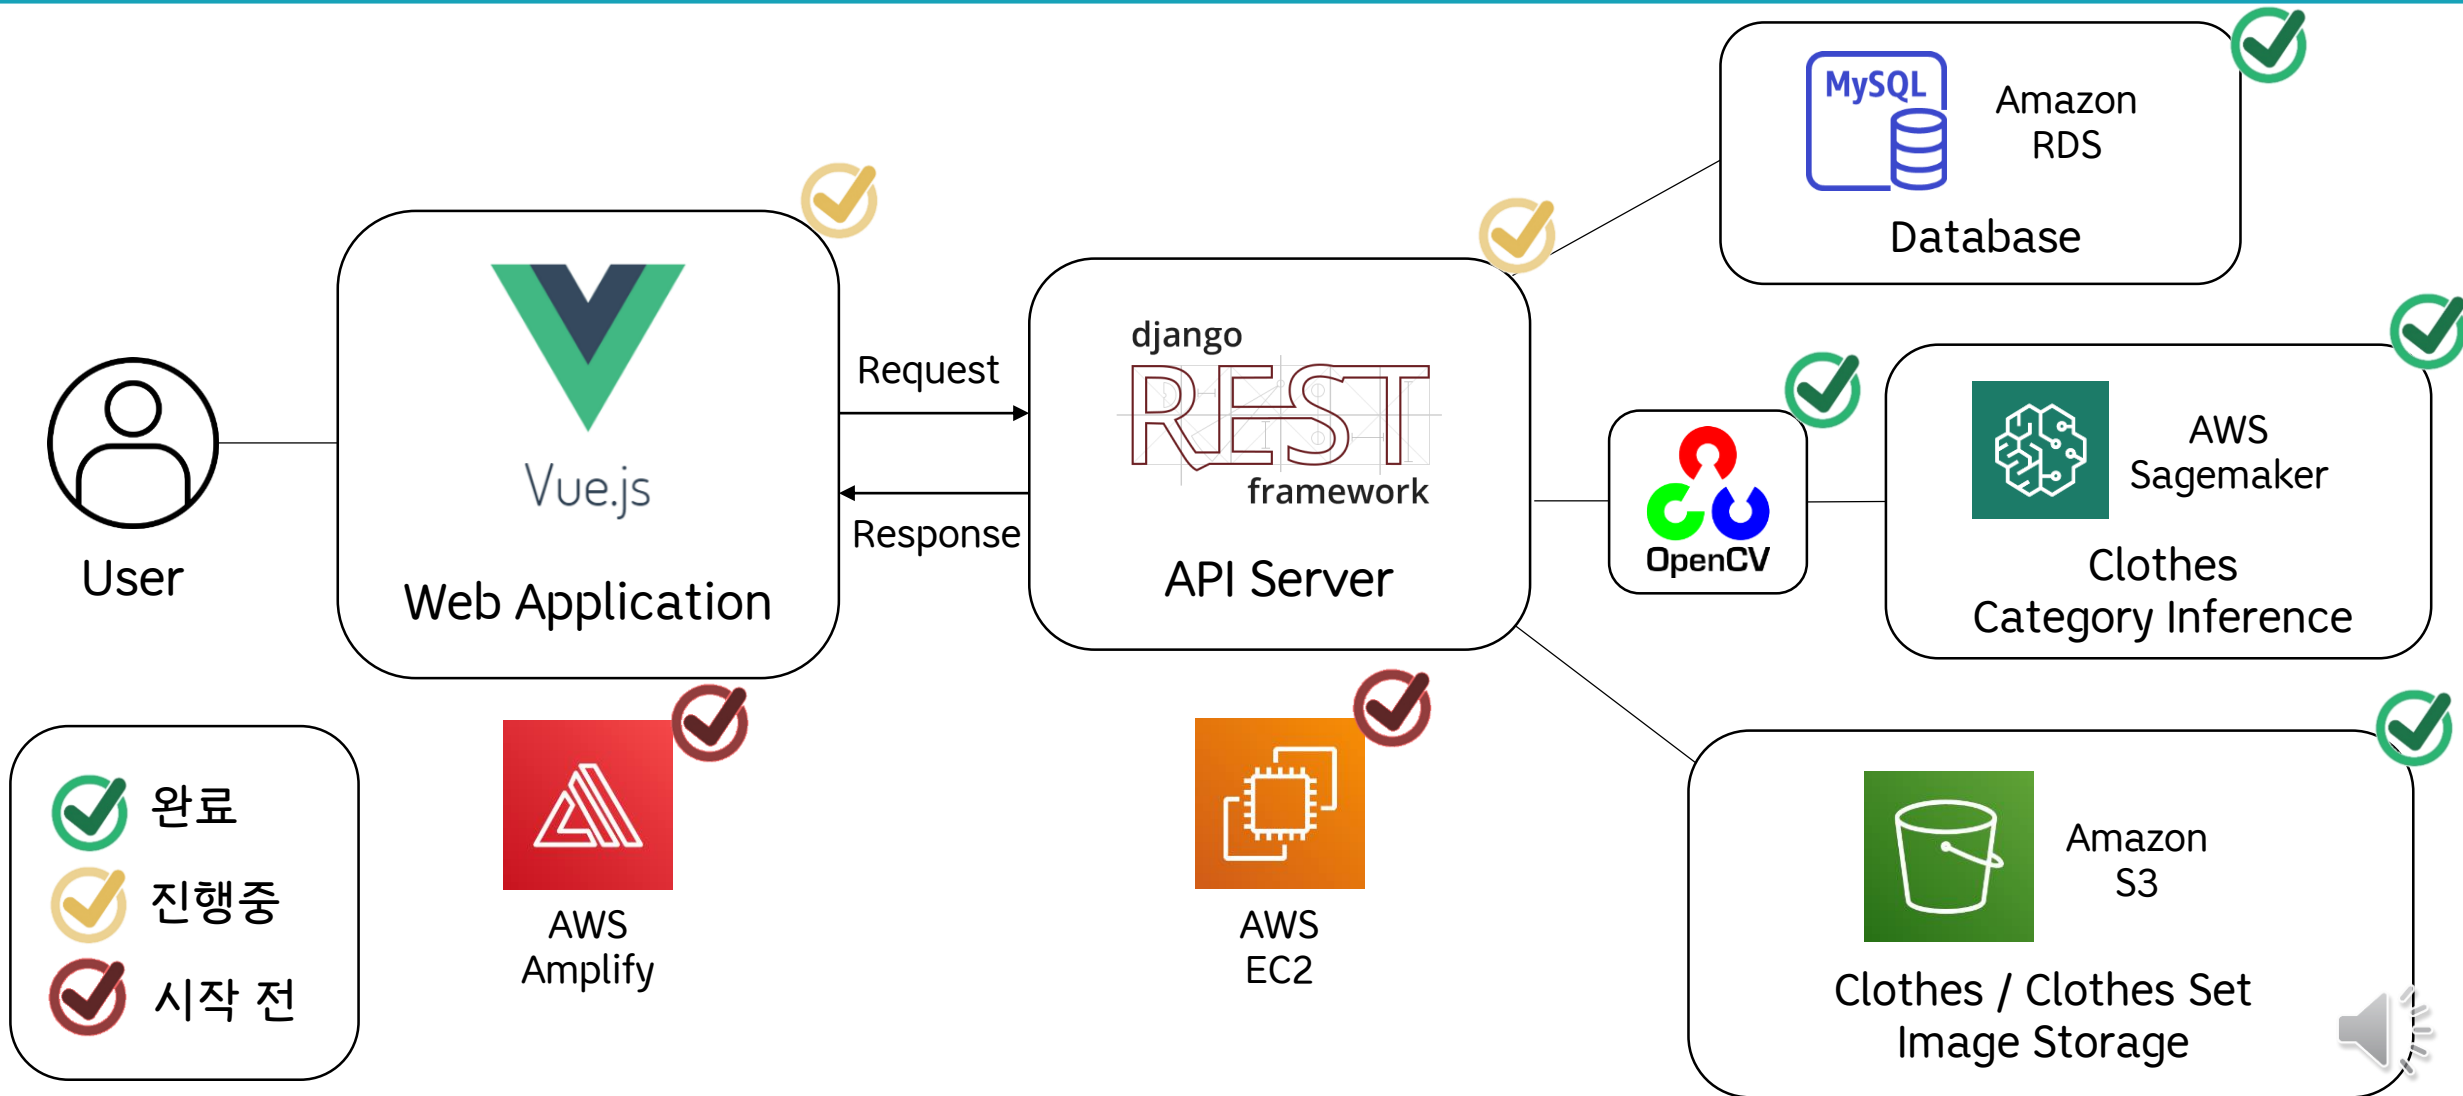 User
Vue.js
Web Application
Request
Response
django
REST
framework
API Server
MySQL
Amazon
RDS
Database
OpenCV
AWS
Sagemaker
Clothes
Category Inference
Amazon
S3
Clothes / Clothes Set
Image Storage
AWS
Amplify
AWS
EC2
완료
진행중
시작 전